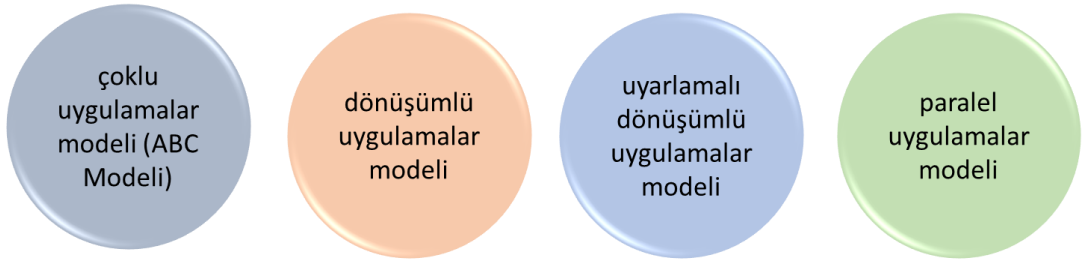 çoklu
uygulamalar
modeli (ABC
Modeli)
dönüşümlü
uygulamalar
modeli
uyarlamalı
dönüşümlü
uygulamalar
modeli
paralel
uygulamalar
modeli